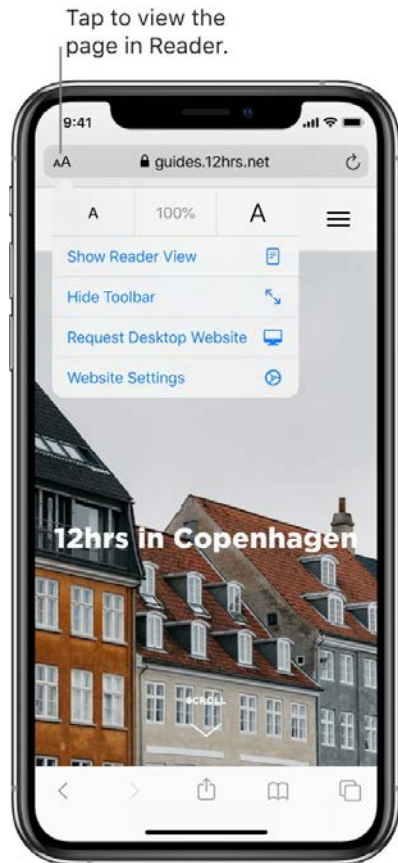 Tap to view the
page in Reader.
9:41
AA guides.12hrs.net
A 100% A
Show Reader View
Hide Toolbar
Request Desktop Website
Website Settings
12hrs in Copenhagen
SCROLL